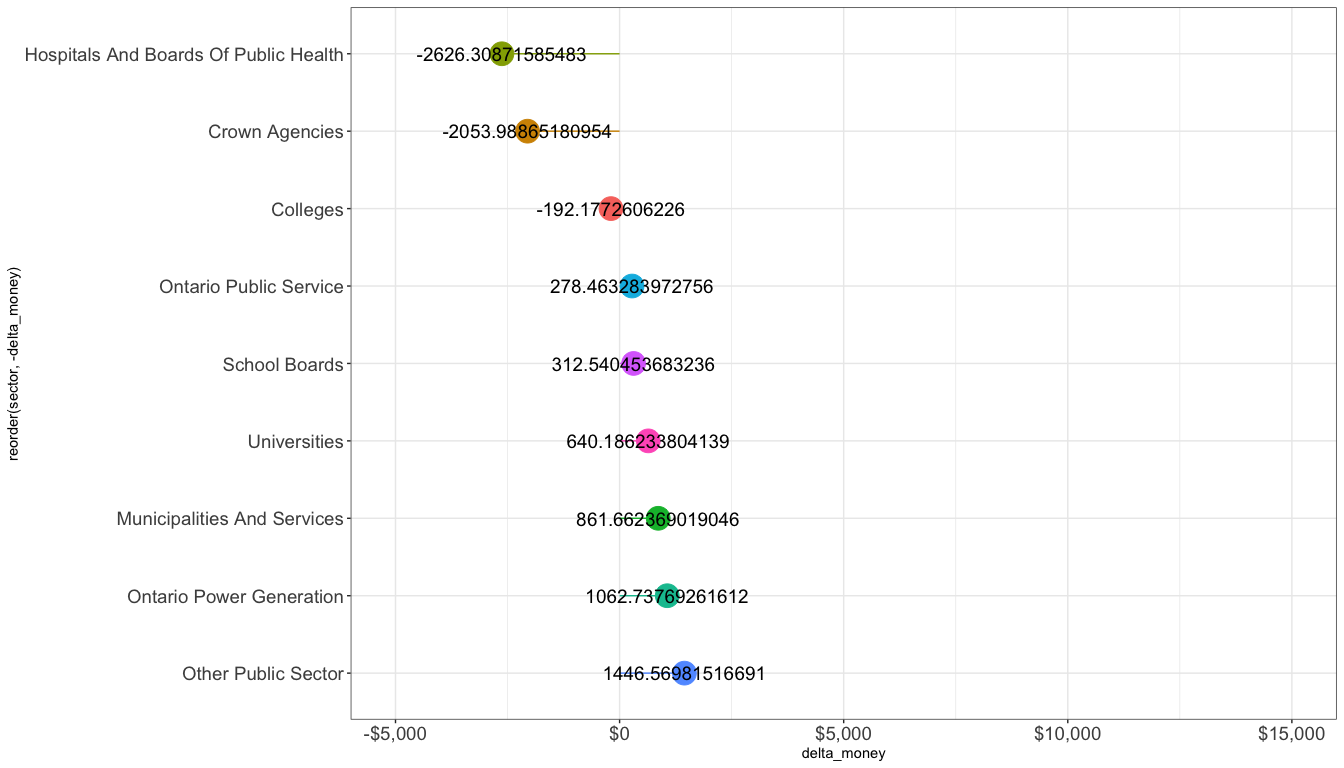 Hospitals And Boards Of Public Health
-2626.30871585483
Crown Agencies
-2053.98865180954
Colleges
-192.1772606226
Ontario Public Service
278.463283972756
School Boards
312.540453683236
Universities
640.186233804139
Municipalities And Services
861.662369019046
Ontario Power Generation
1062.73769261612
Other Public Sector
1446.56981516691
reorder(sector, -delta_money)
-$5,000
$0
$5,000
$10,000
$15,000
delta_money